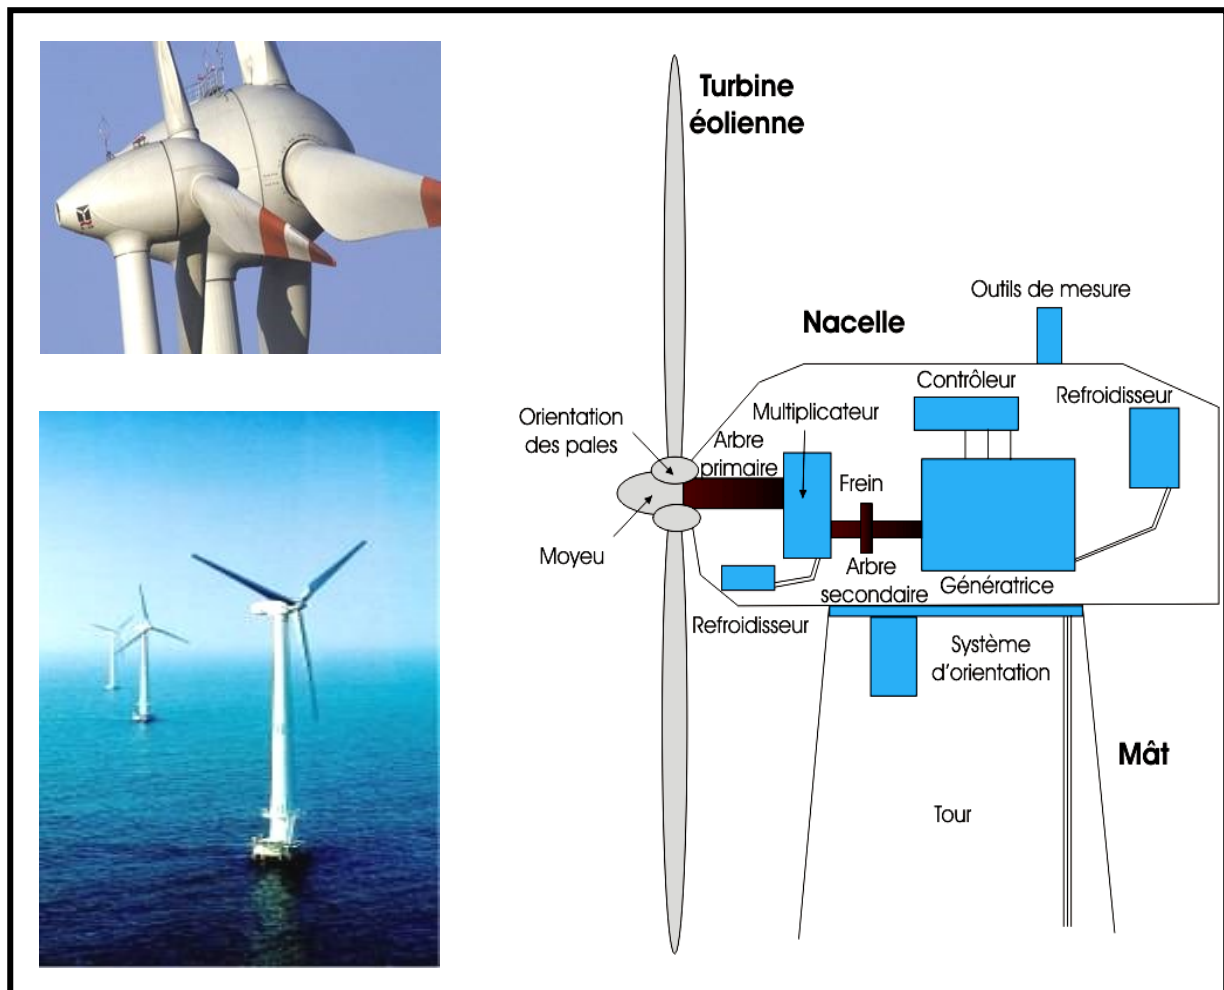 Turbine
éolienne
Outils de mesure
Nacelle
Contrôleur
Refroidisseur
Multiplicateur
Orientation
des pales
Arbre
primaire
Frein
Moyeu
Arbre
secondaire
Génératrice
Refroidisseur
Système
d'orientation
Mât
Tour